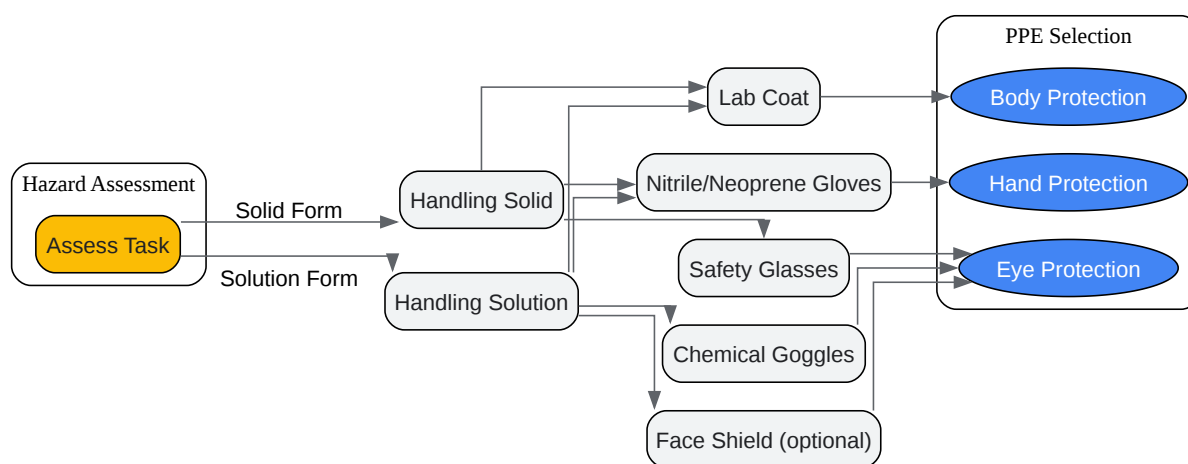 PPE Selection
Lab Coat
Body Protection
Hazard Assessment
Nitrile/Neoprene Gloves
Hand Protection
Handling Solid
Solid Form
Assess Task
Safety Glasses
Eye Protection
Solution Form
Handling Solution
Chemical Goggles
Face Shield (optional)